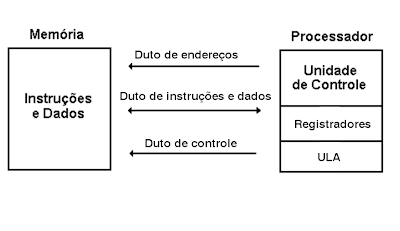 Memória
Processador
Duto de endereços
Unidade
de Controle
Instruções
e Dados
Duto de instruções e dados
Registradores
Duto de controle
ULA